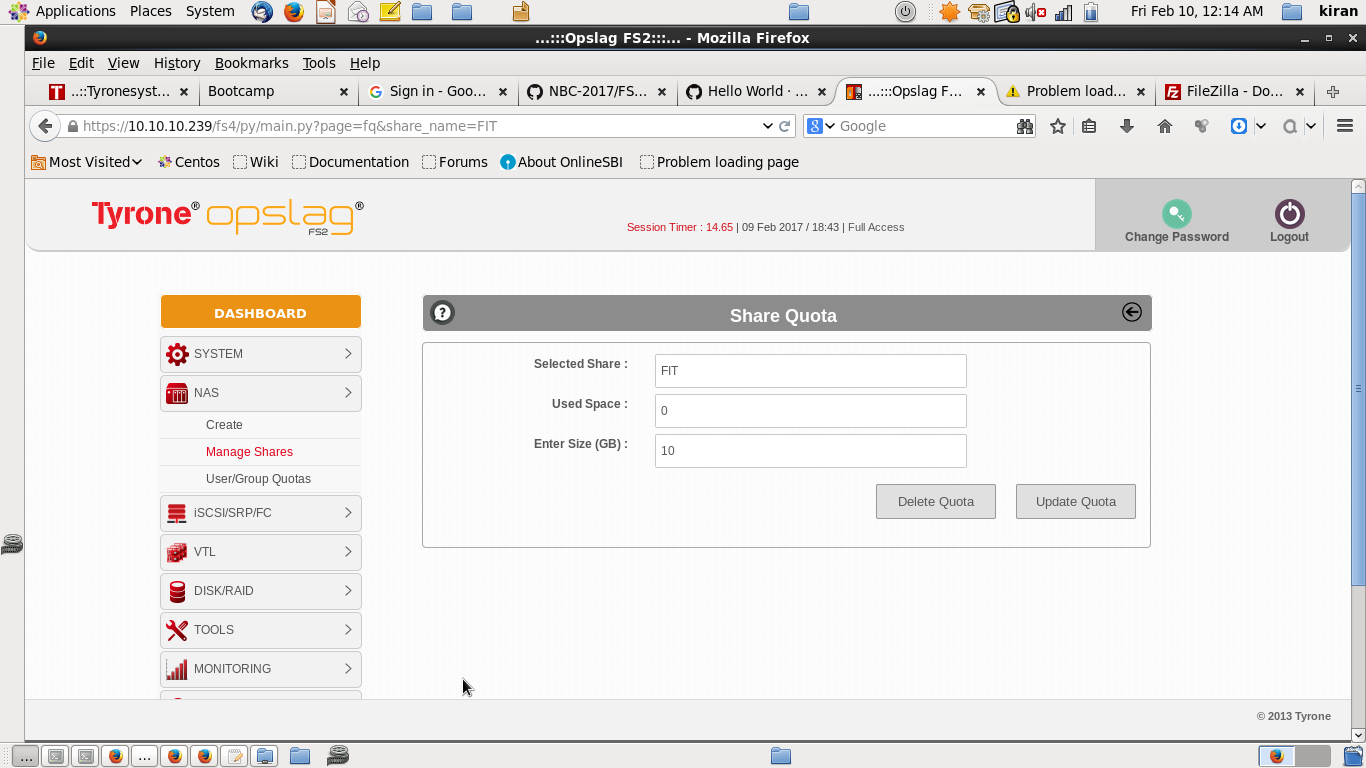 Applications Places System Fri Feb 10, 12:14 AM kiran
...:::Opslag FS2:::... - Mozilla Firefox
File Edit View History Bookmarks Tools Help
..::Tyronesyst... Bootcamp Sign in - Goo... NBC-2017/FS... Hello World · ... ...:::Opslag F... Problem load... FileZilla - Do...
https://10.10.10.239/fs4/py/main.py?page=fq&share_name=FIT Google
Most Visited Centos Wiki Documentation Forums About OnlineSBI Problem loading page
Tyrone® opslag® FS2
Session Timer : 14.65 | 09 Feb 2017 / 18:43 | Full Access
Change Password Logout
DASHBOARD
SYSTEM
NAS
Create
Manage Shares
User/Group Quotas
iSCSI/SRP/FC
VTL
DISK/RAID
TOOLS
MONITORING
Share Quota
Selected Share : FIT
Used Space : 0
Enter Size (GB) : 10
Delete Quota Update Quota
© 2013 Tyrone
... ...